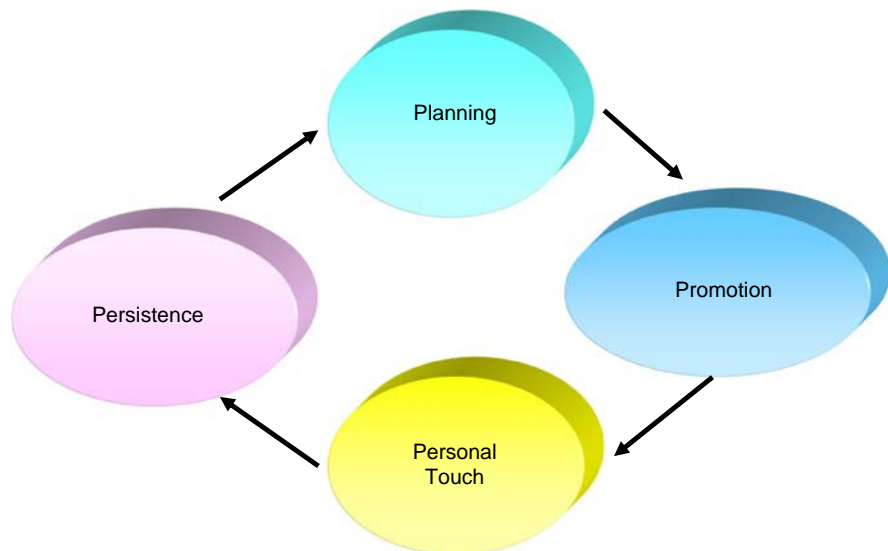 Planning
Promotion
Persistence
Personal
Touch